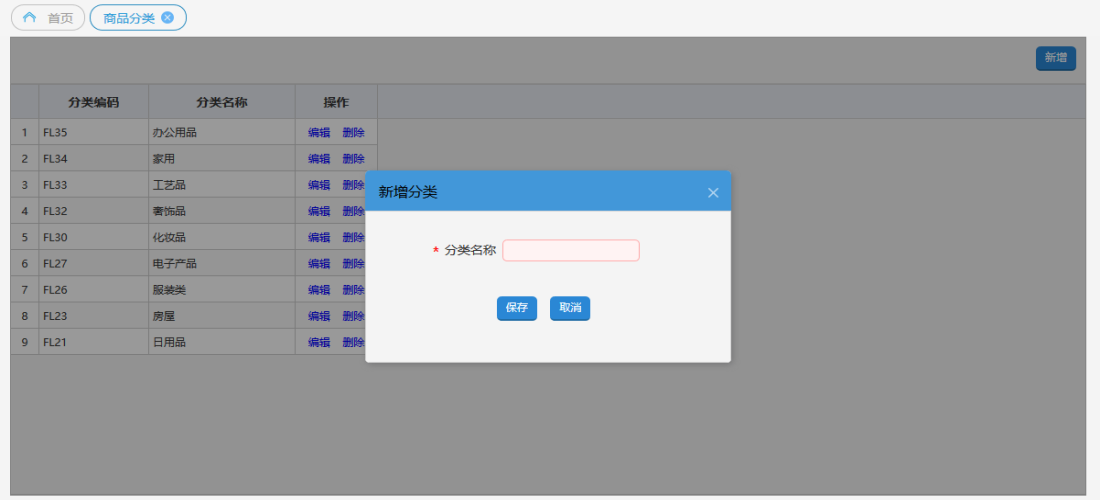 首页 商品分类
新增
分类编码 分类名称 操作
1 FL35 办公用品 编辑 删除
2 FL34 家用 编辑 删除
3 FL33 工艺品 编辑 删除
4 FL32 奢饰品 编辑 删除
5 FL30 化妆品 编辑 删除
6 FL27 电子产品 编辑 删除
7 FL26 服装类 编辑 删除
8 FL23 房屋 编辑 删除
9 FL21 日用品 编辑 删除
新增分类
* 分类名称
保存 取消